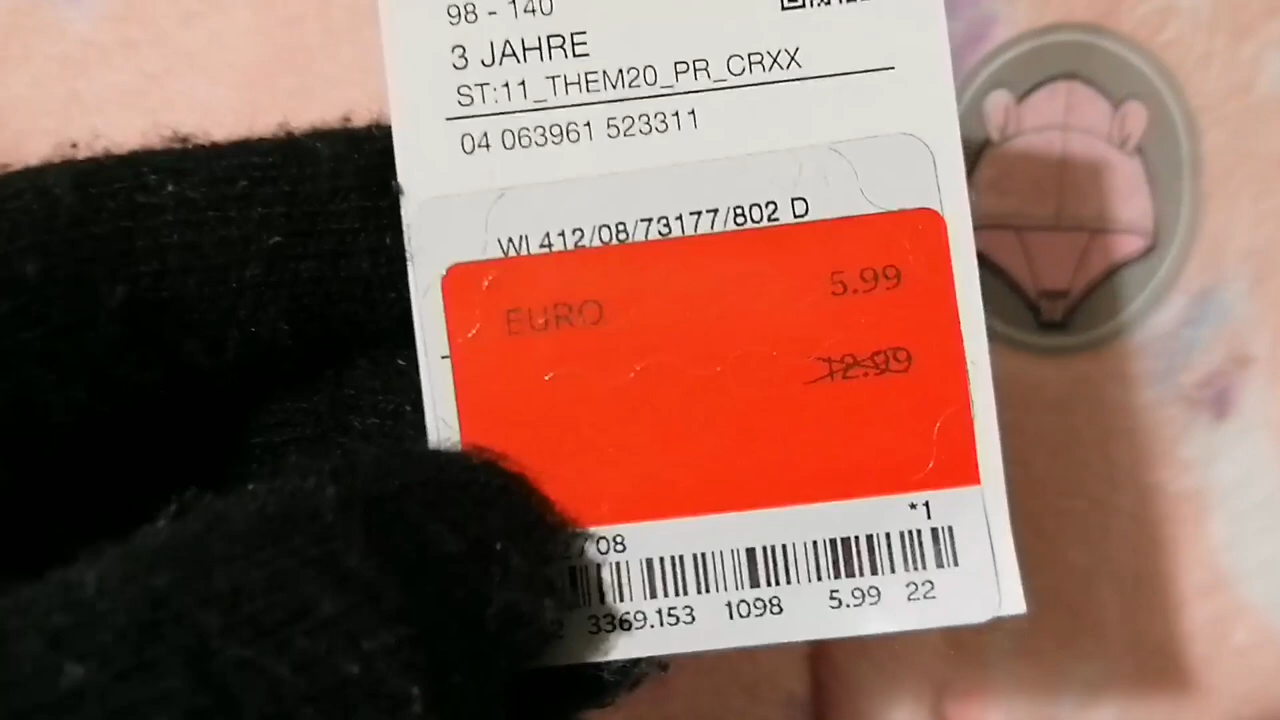 98 - 140
3 JAHRE
ST:11_THEM20_PR_CRXX
04 063961 523311
WI 412/08/73177/802 D
5.99
EURO
12.99
*1
08
3369.153 1098 5.99 22